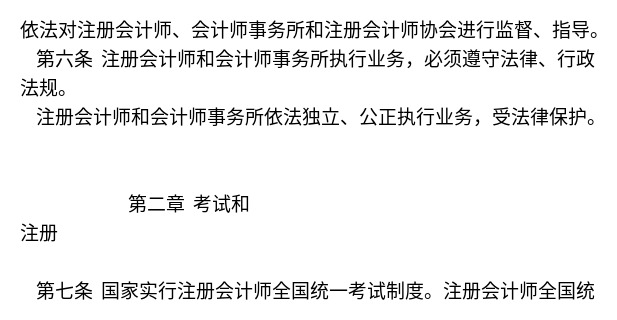 依法对注册会计师、会计师事务所和注册会计师协会进行监督、指导。
第六条 注册会计师和会计师事务所执行业务，必须遵守法律、行政
法规。
注册会计师和会计师事务所依法独立、公正执行业务，受法律保护。
第二章 考试和
注册
第七条 国家实行注册会计师全国统一考试制度。注册会计师全国统